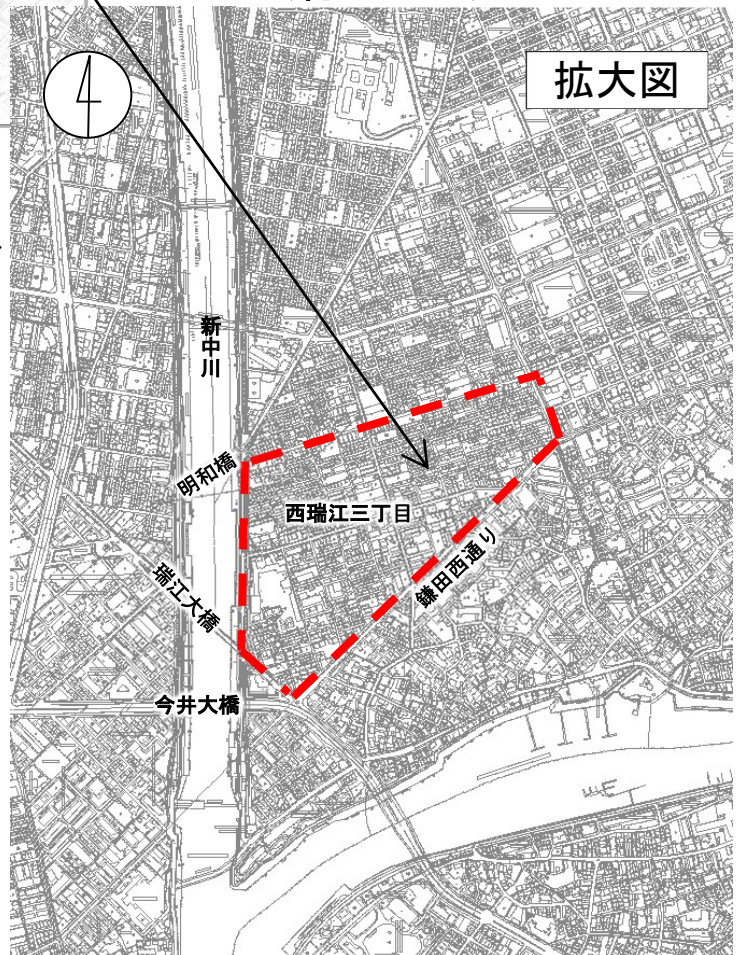 拡大図
新中川
明和橋
西瑞江三丁目
鎌田西通り
瑞江大橋
今井大橋